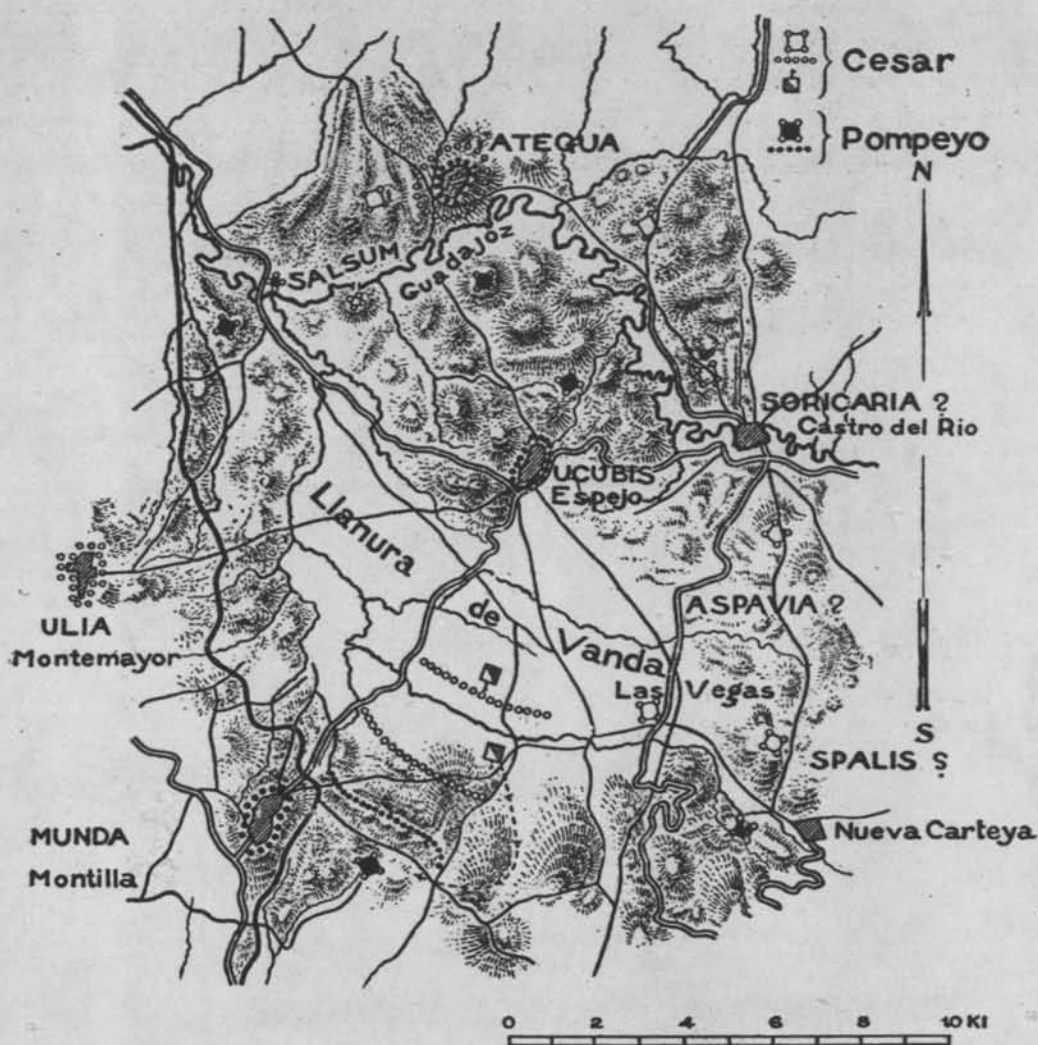 Cesar
ATEQUA
Pompeyo
N
SALSUM
Guadajoz
SORICARIA ?
Castro del Rio
UCUBIS
Espejo
Llanura
de
Vanda
ULIA
Montemayor
ASPAVIA ?
Las Vegas
S
SPALIS ?
MUNDA
Montilla
Nueva Carteya
0 2 4 6 8 10 Kl